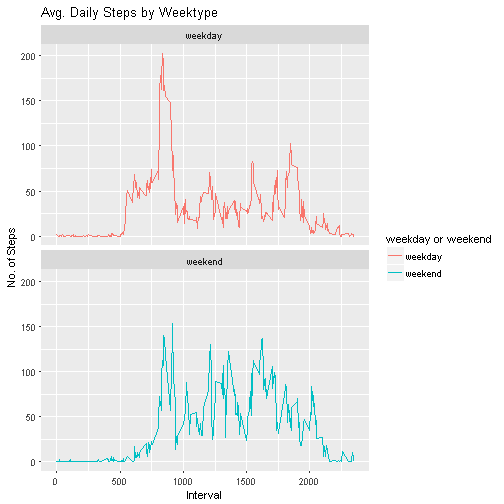 Avg. Daily Steps by Weektype
weekday
200
150
100
50
0
weekend
200
150
100
50
0
No. of Steps
0 500 1000 1500 2000
Interval
weekday or weekend
weekday
weekend